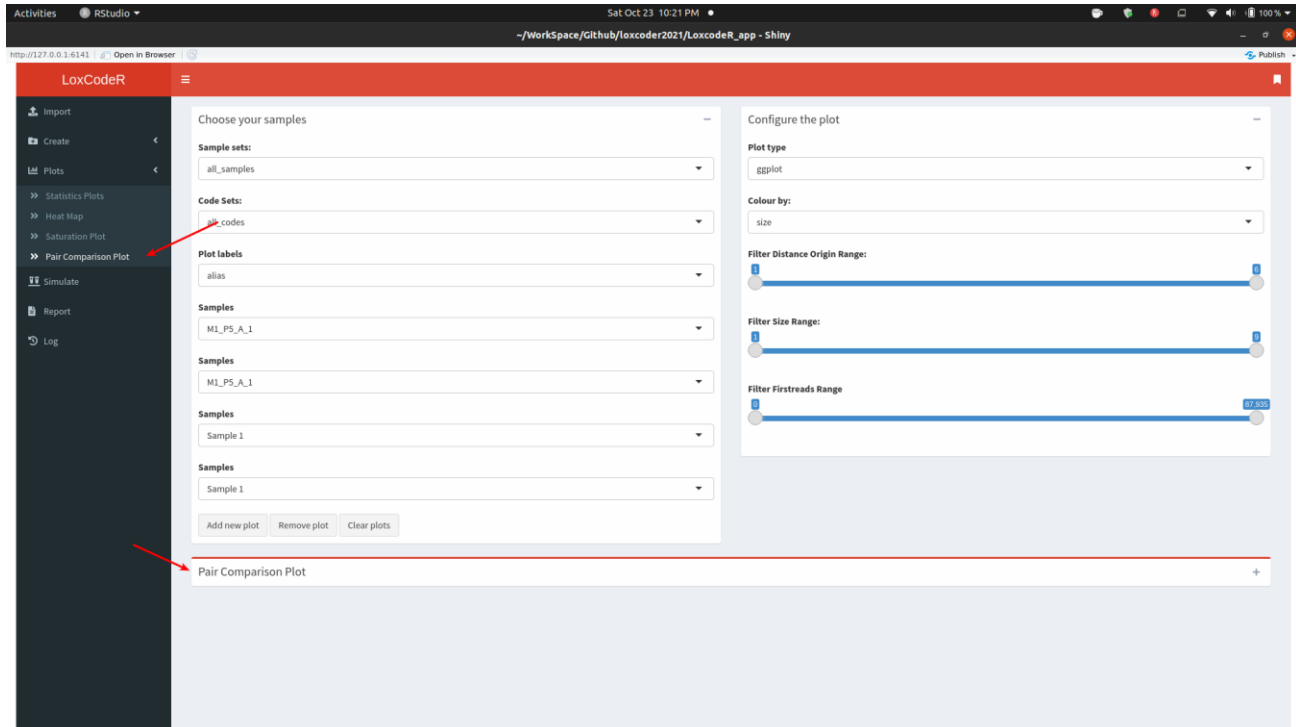 Activities RStudio Sat Oct 23 10:21 PM 100 %
~/WorkSpace/Github/loxcoder2021/LoxcodeR_app - Shiny
http://127.0.0.1:6141 Open in Browser Publish
LoxCodeR
Import
Create
Plots
Statistics Plots
Heat Map
Saturation Plot
Pair Comparison Plot
Simulate
Report
Log
Choose your samples
Sample sets:
all_samples
Code Sets:
all_codes
Plot labels
alias
Samples
M1_P5_A_1
Samples
M1_P5_A_1
Samples
Sample 1
Samples
Sample 1
Add new plot Remove plot Clear plots
Configure the plot
Plot type
ggplot
Colour by:
size
Filter Distance Origin Range:
1 6
Filter Size Range:
1 9
Filter Firstreads Range
0 87,935
Pair Comparison Plot